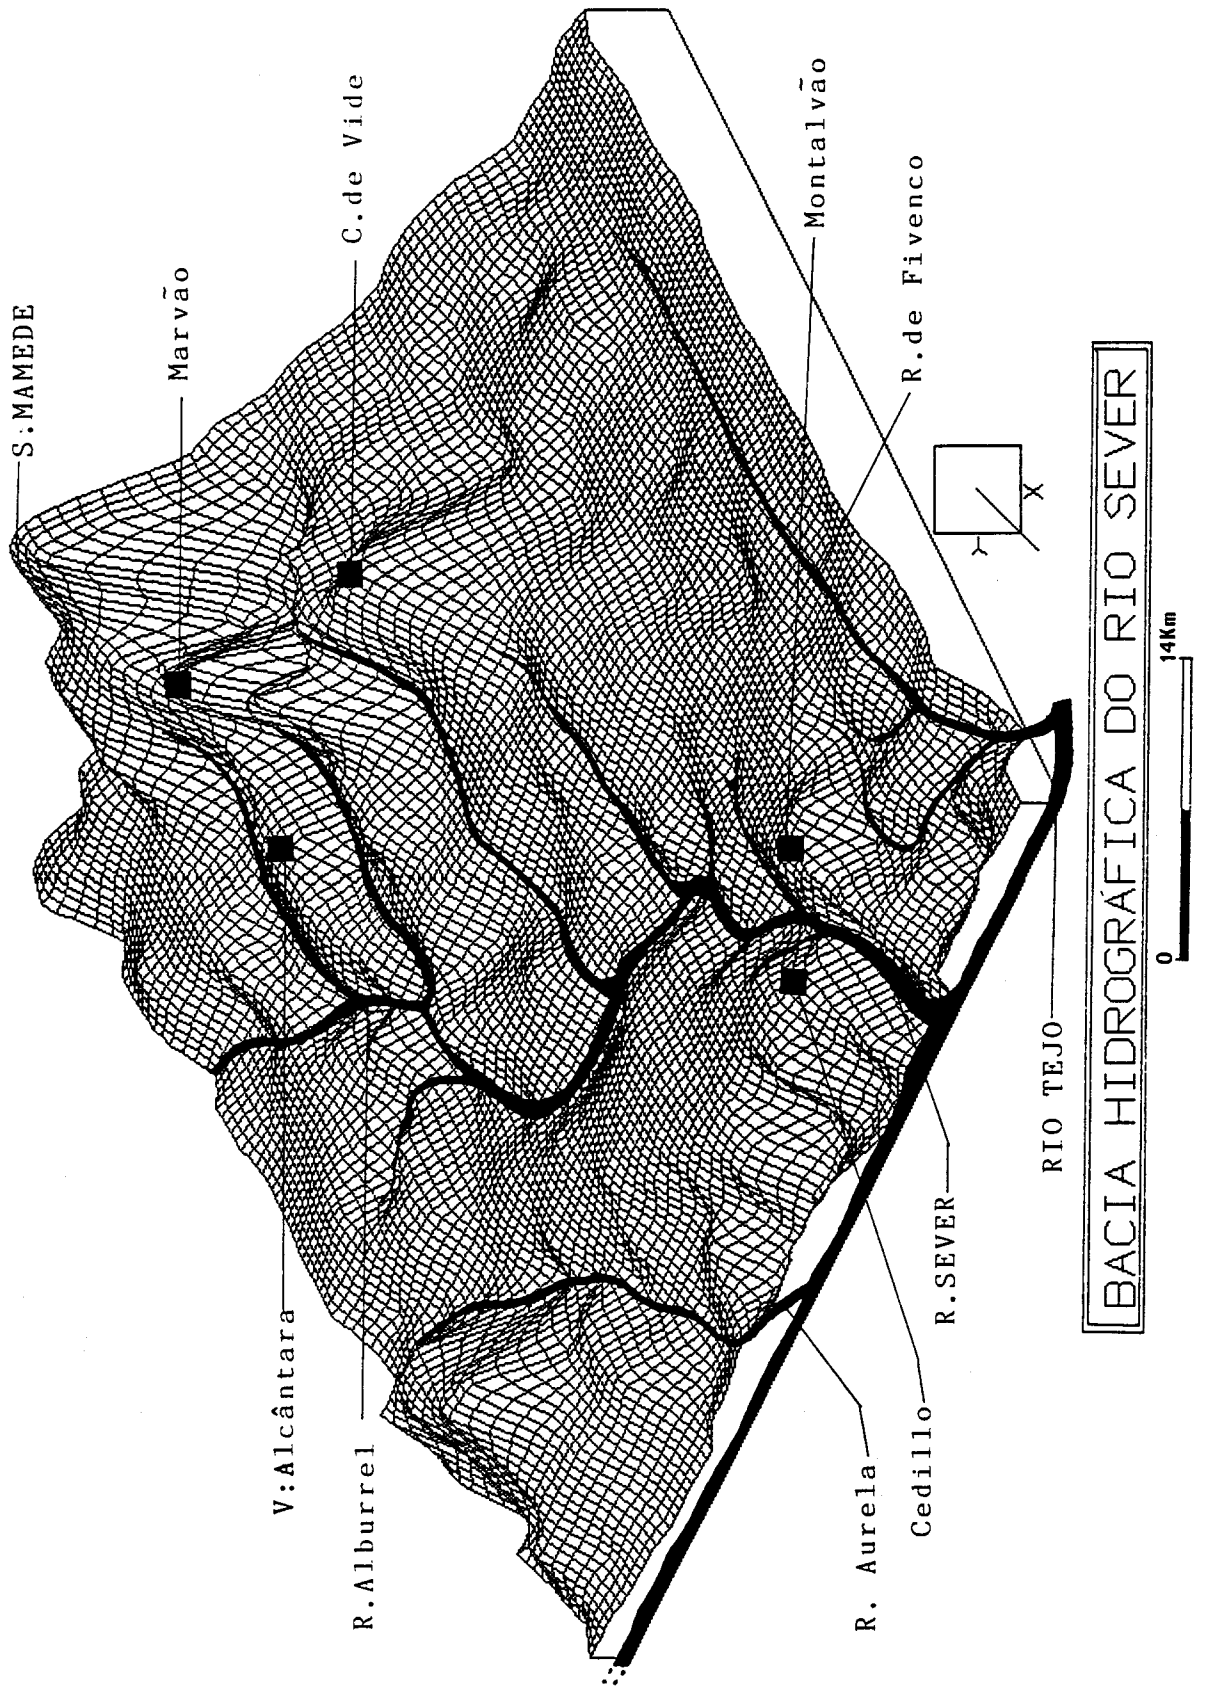 S:MAMEDE
Marvão
C.de Vide
Montalvão
R.de Fivenco
V:Alcântara
R.Alburrel
R. Aurela
Cedillo
R.SEVER
RIO TEJO
Y
X
BACIA HIDROGRÁFICA DO RIO SEVER
0 14Km